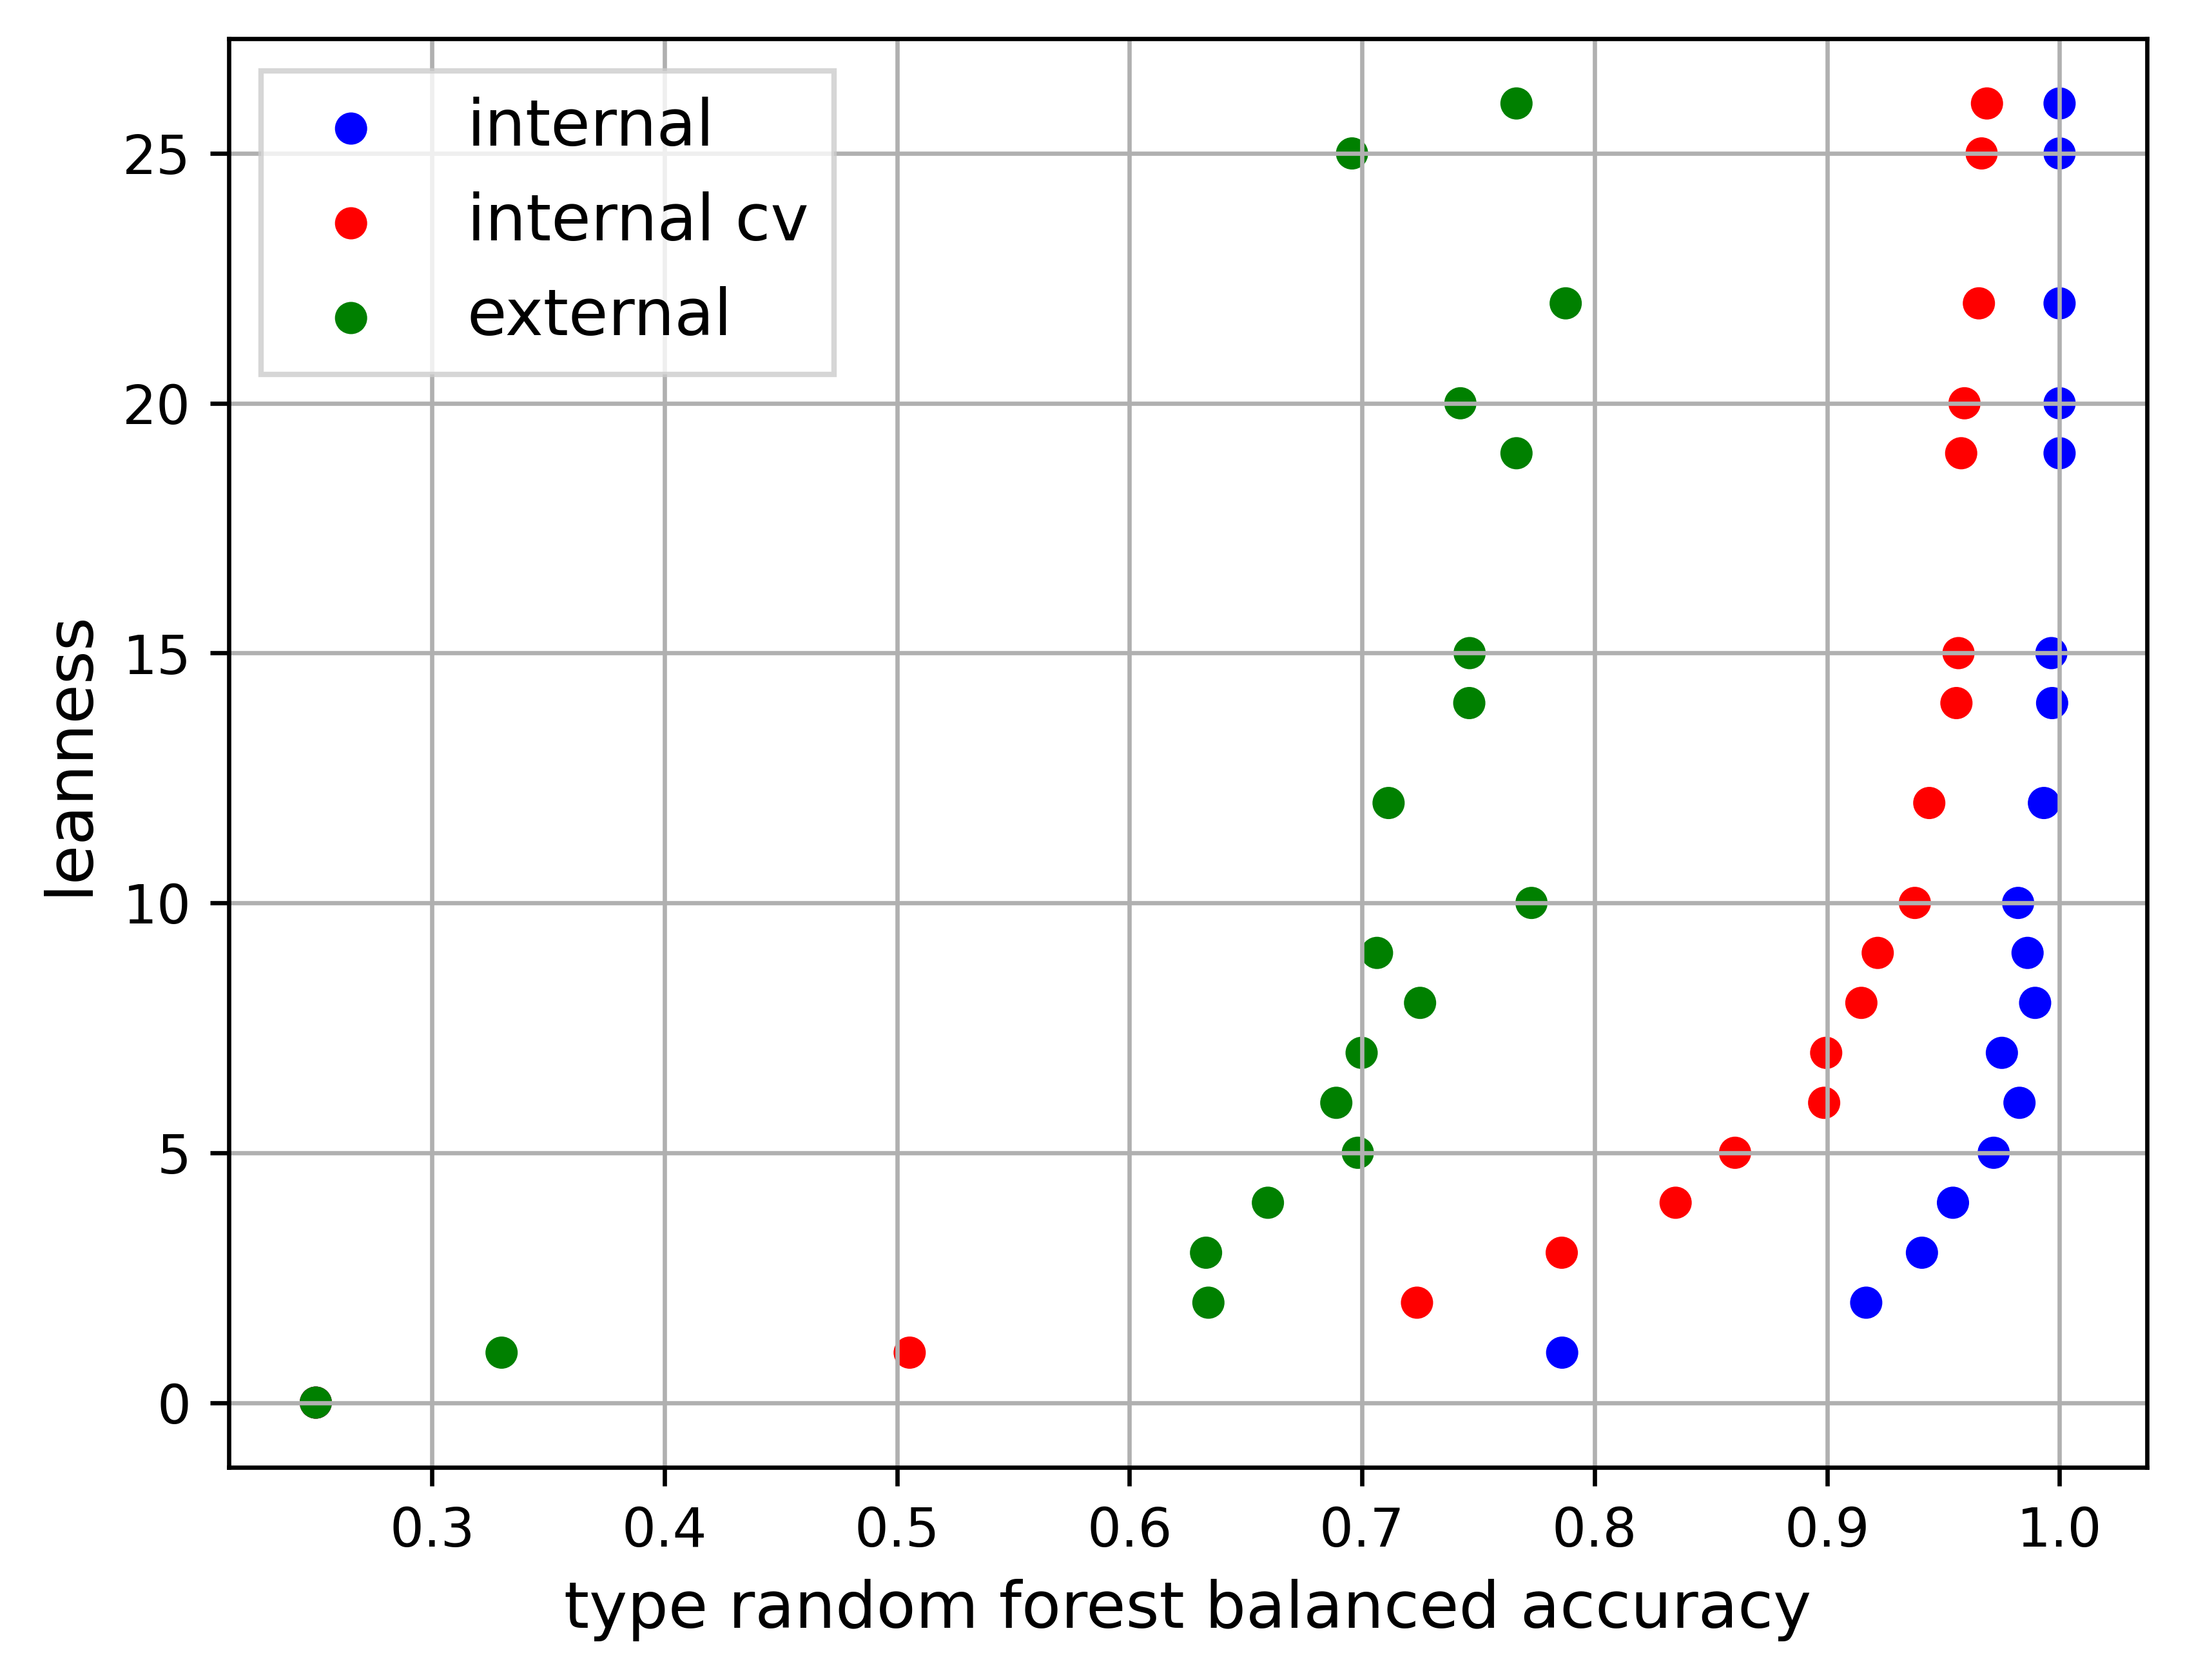 internal
internal cv
external
25
20
15
10
5
0
leanness
0.3 0.4 0.5 0.6 0.7 0.8 0.9 1.0
type random forest balanced accuracy